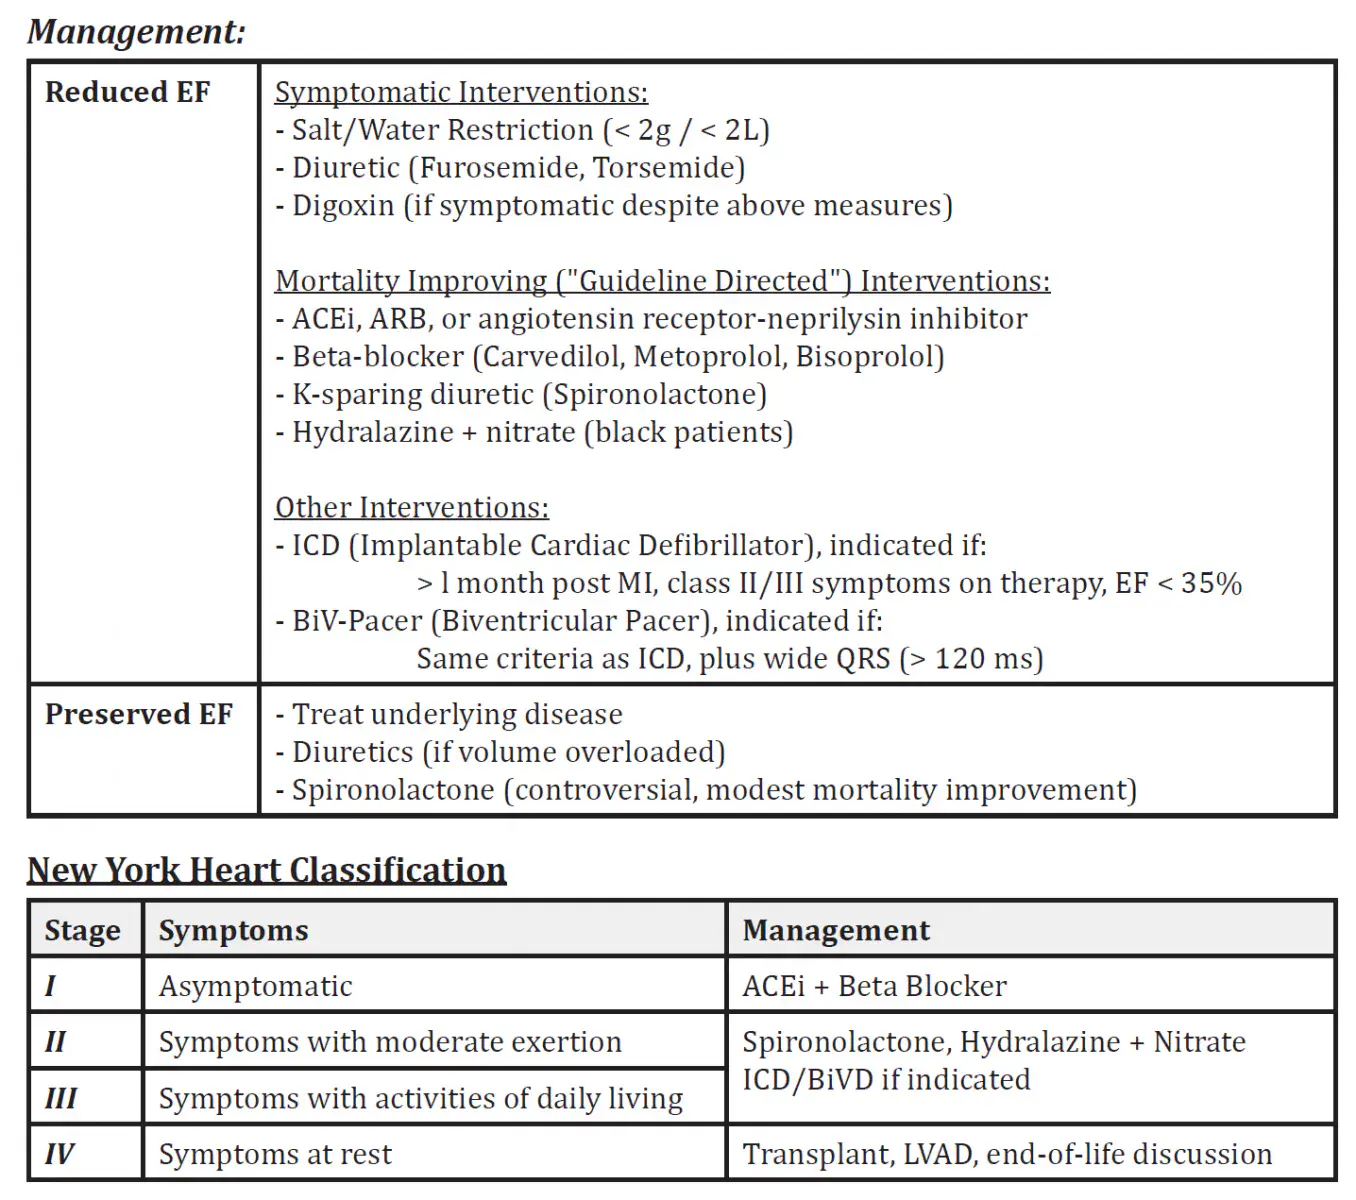 Management:
Reduced EF
Symptomatic Interventions:
- Salt/Water Restriction (< 2g / < 2L)
- Diuretic (Furosemide, Torsemide)
- Digoxin (if symptomatic despite above measures)
Mortality Improving ("Guideline Directed") Interventions:
- ACEi, ARB, or angiotensin receptor-neprilysin inhibitor
- Beta-blocker (Carvedilol, Metoprolol, Bisoprolol)
- K-sparing diuretic (Spironolactone)
- Hydralazine + nitrate (black patients)
Other Interventions:
- ICD (Implantable Cardiac Defibrillator), indicated if:
> l month post MI, class II/III symptoms on therapy, EF < 35%
- BiV-Pacer (Biventricular Pacer), indicated if:
Same criteria as ICD, plus wide QRS (> 120 ms)
Preserved EF
- Treat underlying disease
- Diuretics (if volume overloaded)
- Spironolactone (controversial, modest mortality improvement)
New York Heart Classification
Stage Symptoms Management
I Asymptomatic ACEi + Beta Blocker
II Symptoms with moderate exertion Spironolactone, Hydralazine + Nitrate
ICD/BiVD if indicated
III Symptoms with activities of daily living
IV Symptoms at rest Transplant, LVAD, end-of-life discussion